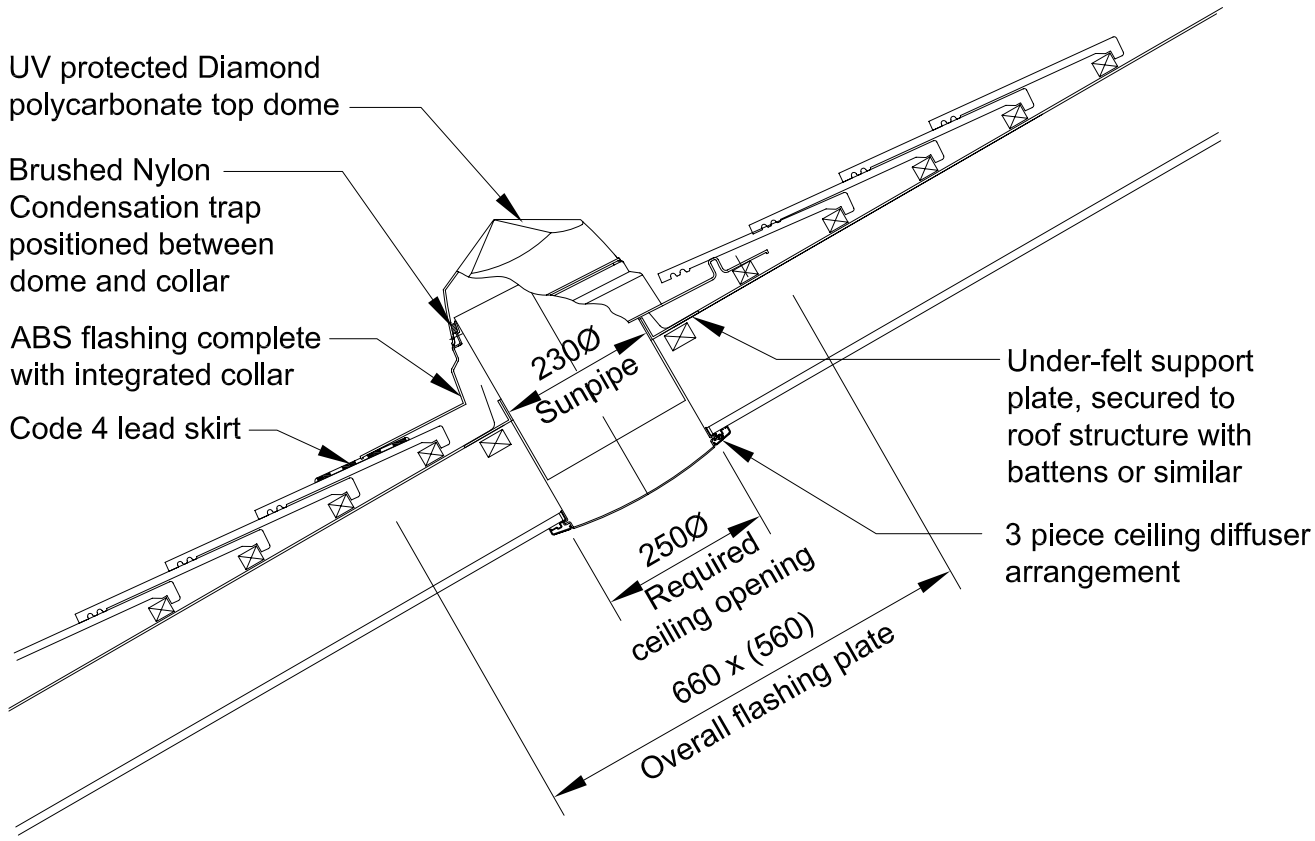 UV protected Diamond
polycarbonate top dome
Brushed Nylon
Condensation trap
positioned between
dome and collar
ABS flashing complete
with integrated collar
Code 4 lead skirt
230Ø
Sunpipe
Under-felt support
plate, secured to
roof structure with
battens or similar
3 piece ceiling diffuser
arrangement
250Ø
Required
ceiling opening
660 x (560)
Overall flashing plate